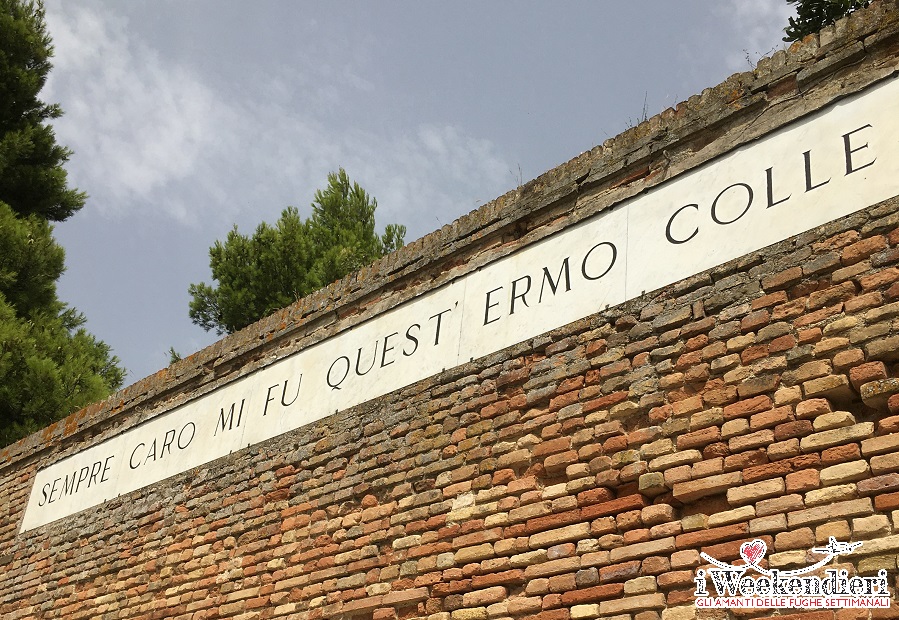 SEMPRE CARO MI FU QUEST' ERMO COLLE
iWeekendieri
GLI AMANTI DELLE FUGHE SETTIMANALI